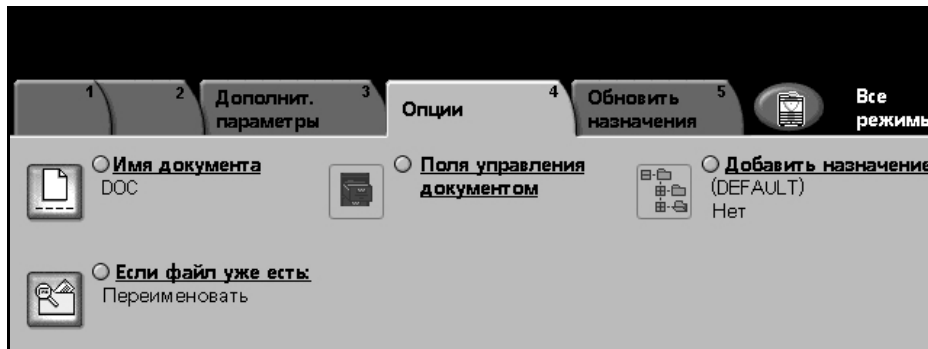 1
2
Дополнит. 3
параметры
Опции 4
Обновить 5
назначения
Все
режимы
Имя документа
DOC
Поля управления
документом
Добавить назначение
(DEFAULT)
Нет
Если файл уже есть:
Переименовать